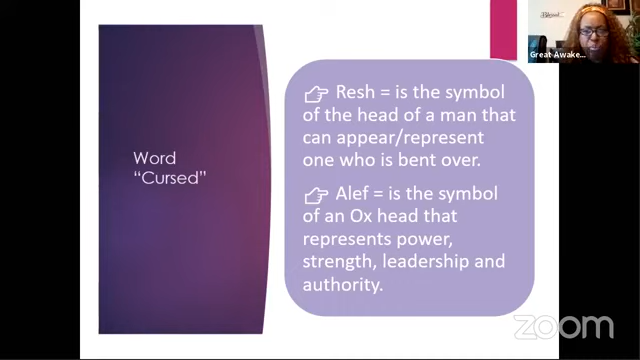 Blessed
Great Awake...
Word
"Cursed"
Resh = is the symbol
of the head of a man that
can appear/represent
one who is bent over.
Alef = is the symbol
of an Ox head that
represents power,
strength, leadership and
authority.
zoom